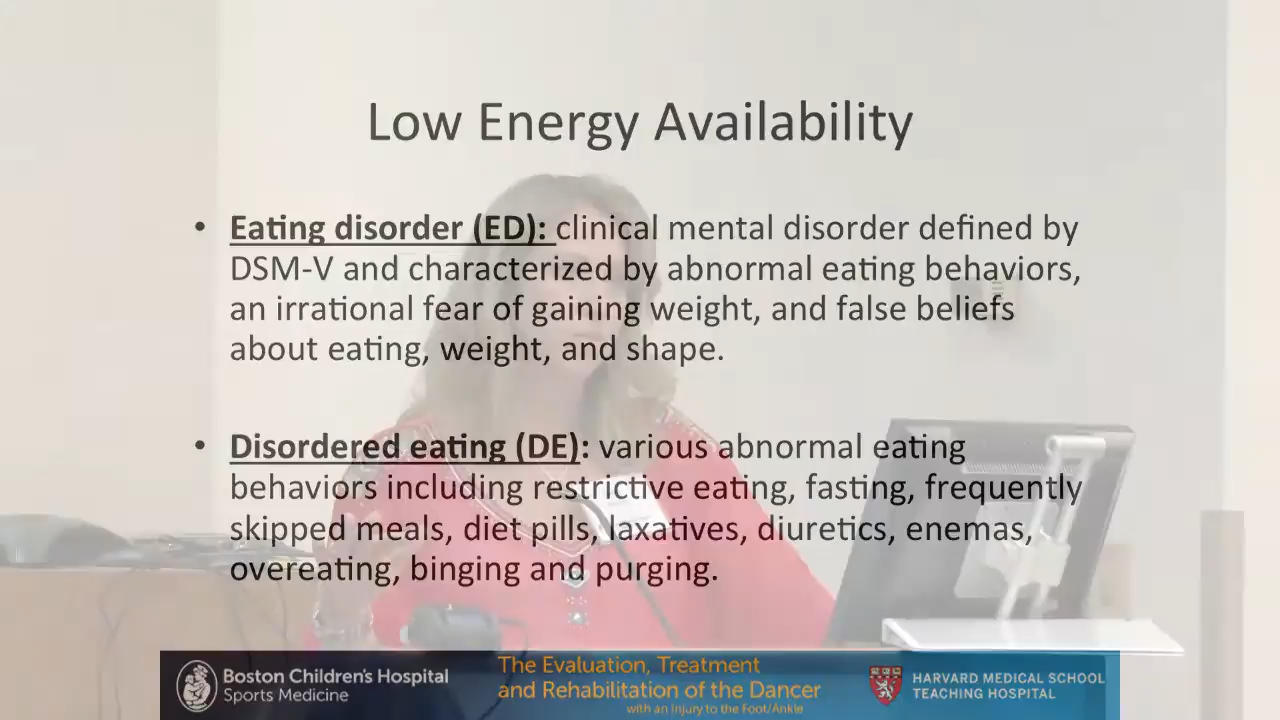 Low Energy Availability
• Eating disorder (ED): clinical mental disorder defined by
DSM-V and characterized by abnormal eating behaviors,
an irrational fear of gaining weight, and false beliefs
about eating, weight, and shape.
• Disordered eating (DE): various abnormal eating
behaviors including restrictive eating, fasting, frequently
skipped meals, diet pills, laxatives, diuretics, enemas,
overeating, binging and purging.
Boston Children's Hospital
Sports Medicine
The Evaluation, Treatment
and Rehabilitation of the Dancer
with an Injury to the Foot/Ankle
HARVARD MEDICAL SCHOOL
TEACHING HOSPITAL